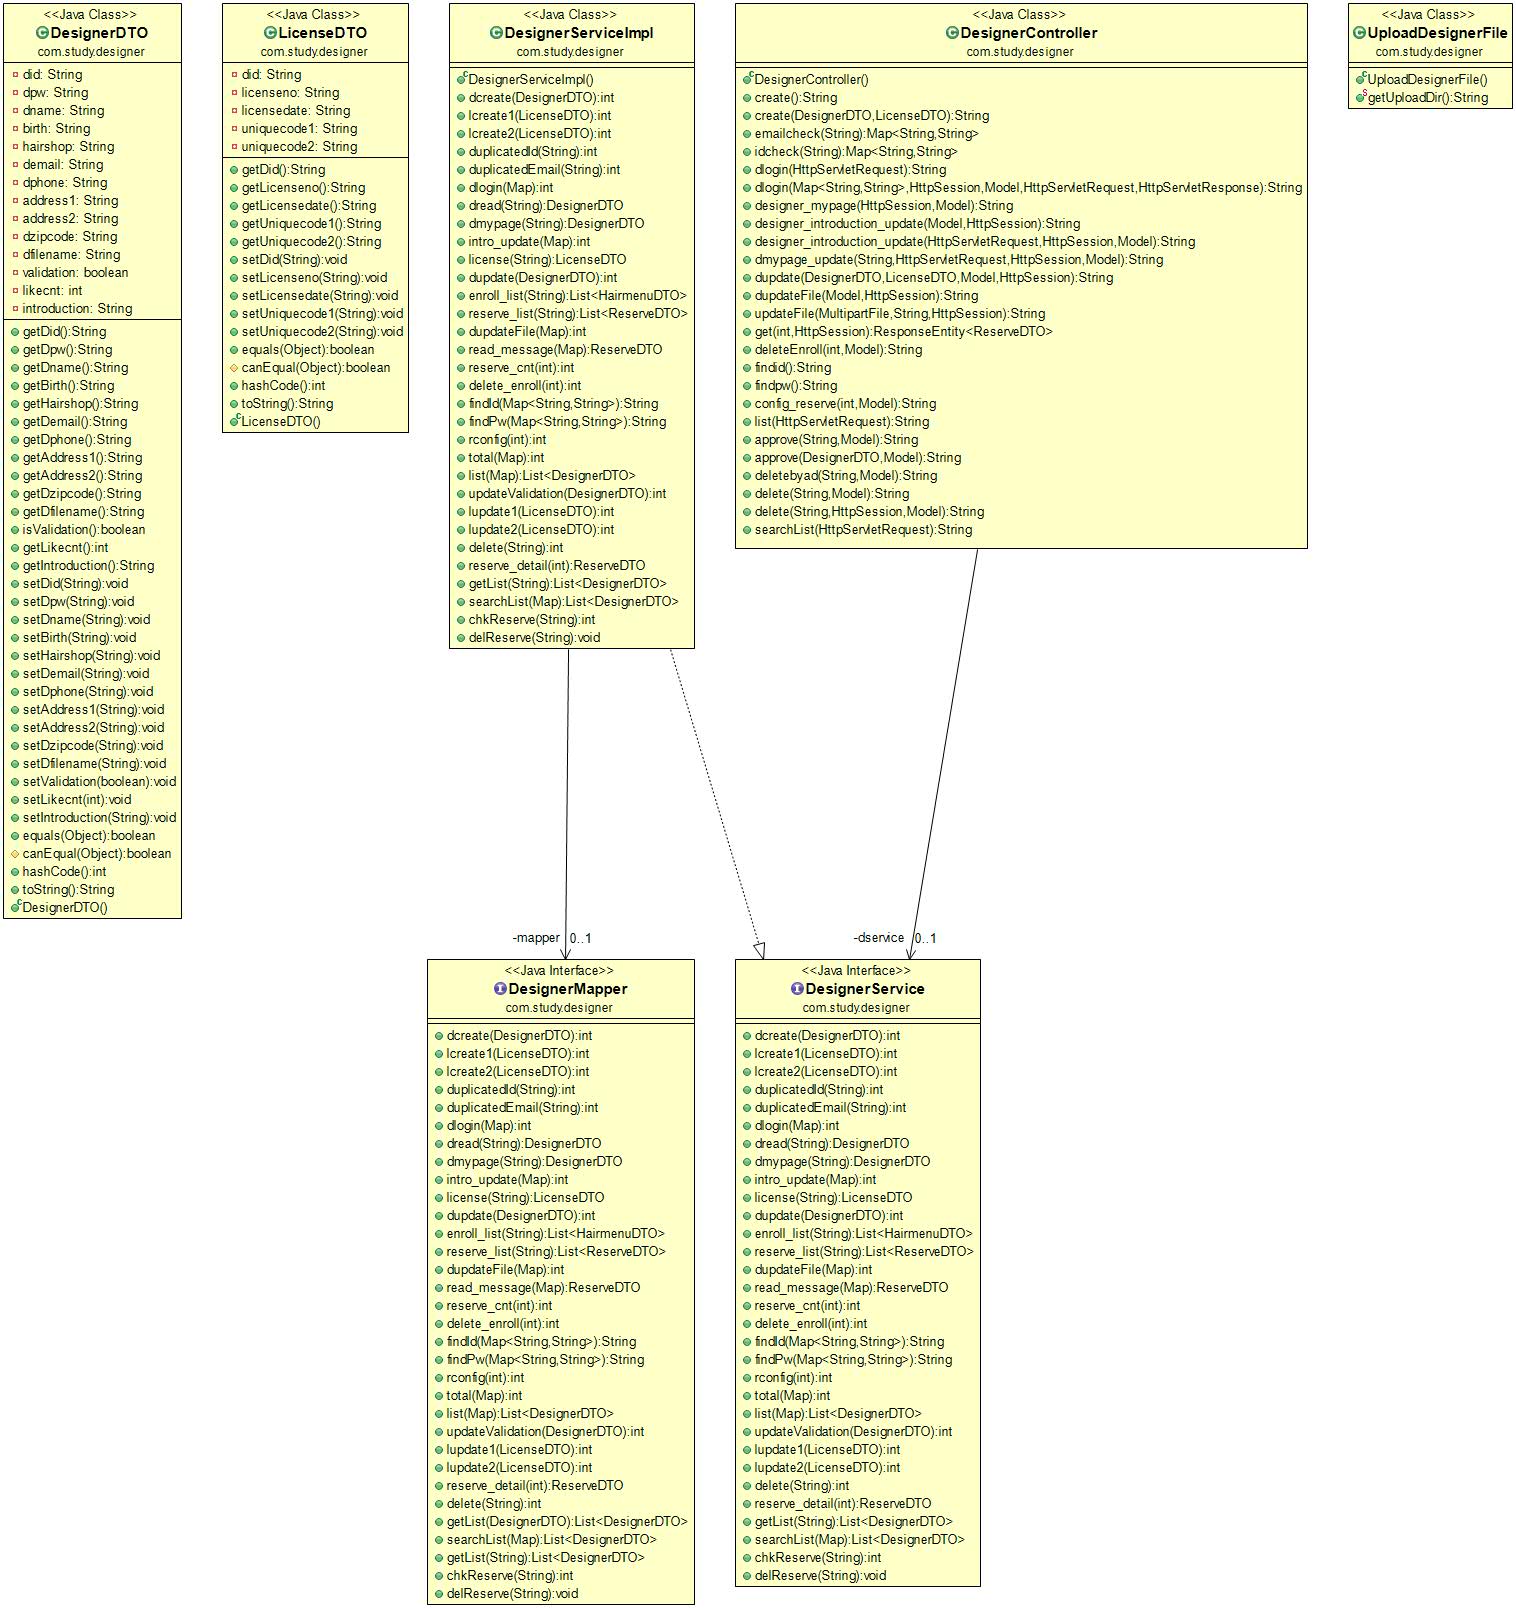 <<Java Class>>
DesignerDTO
com.study.designer
did: String
dpw: String
dname: String
birth: String
hairshop: String
demail: String
dphone: String
address1: String
address2: String
dzipcode: String
dfilename: String
validation: boolean
likecnt: int
introduction: String
getDid():String
getDpw():String
getDname():String
getBirth():String
getHairshop():String
getDemail():String
getDphone():String
getAddress1():String
getAddress2():String
getDzipcode():String
getDfilename():String
isValidation():boolean
getLikecnt():int
getIntroduction():String
setDid(String):void
setDpw(String):void
setDname(String):void
setBirth(String):void
setHairshop(String):void
setDemail(String):void
setDphone(String):void
setAddress1(String):void
setAddress2(String):void
setDzipcode(String):void
setDfilename(String):void
setValidation(boolean):void
setLikecnt(int):void
setIntroduction(String):void
equals(Object):boolean
canEqual(Object):boolean
hashCode():int
toString():String
DesignerDTO()
<<Java Class>>
LicenseDTO
com.study.designer
did: String
licenseno: String
licensedate: String
uniquecode1: String
uniquecode2: String
getDid():String
getLicenseno():String
getLicensedate():String
getUniquecode1():String
getUniquecode2():String
setDid(String):void
setLicenseno(String):void
setLicensedate(String):void
setUniquecode1(String):void
setUniquecode2(String):void
equals(Object):boolean
canEqual(Object):boolean
hashCode():int
toString():String
LicenseDTO()
<<Java Class>>
DesignerServiceImpl
com.study.designer
DesignerServiceImpl()
dcreate(DesignerDTO):int
lcreate1(LicenseDTO):int
lcreate2(LicenseDTO):int
duplicatedId(String):int
duplicatedEmail(String):int
dlogin(Map):int
dread(String):DesignerDTO
dmypage(String):DesignerDTO
intro_update(Map):int
license(String):LicenseDTO
dupdate(DesignerDTO):int
enroll_list(String):List<HairmenuDTO>
reserve_list(String):List<ReserveDTO>
dupdateFile(Map):int
read_message(Map):ReserveDTO
reserve_cnt(int):int
delete_enroll(int):int
findId(Map<String,String>):String
findPw(Map<String,String>):String
rconfig(int):int
total(Map):int
list(Map):List<DesignerDTO>
updateValidation(DesignerDTO):int
lupdate1(LicenseDTO):int
lupdate2(LicenseDTO):int
delete(String):int
reserve_detail(int):ReserveDTO
getList(String):List<DesignerDTO>
searchList(Map):List<DesignerDTO>
chkReserve(String):int
delReserve(String):void
<<Java Class>>
DesignerController
com.study.designer
DesignerController()
create():String
create(DesignerDTO,LicenseDTO):String
emailcheck(String):Map<String,String>
idcheck(String):Map<String,String>
dlogin(HttpServletRequest):String
dlogin(Map<String,String>,HttpSession,Model,HttpServletRequest,HttpServletResponse):String
designer_mypage(HttpSession,Model):String
designer_introduction_update(Model,HttpSession):String
designer_introduction_update(HttpServletRequest,HttpSession,Model):String
dmypage_update(String,HttpServletRequest,HttpSession,Model):String
dupdate(DesignerDTO,LicenseDTO,Model,HttpSession):String
dupdateFile(Model,HttpSession):String
updateFile(MultipartFile,String,HttpSession):String
get(int,HttpSession):ResponseEntity<ReserveDTO>
deleteEnroll(int,Model):String
findid():String
findpw():String
config_reserve(int,Model):String
list(HttpServletRequest):String
approve(String,Model):String
approve(DesignerDTO,Model):String
deletebyad(String,Model):String
delete(String,Model):String
delete(String,HttpSession,Model):String
searchList(HttpServletRequest):String
<<Java Class>>
UploadDesignerFile
com.study.designer
UploadDesignerFile()
getUploadDir():String
-mapper 0..1
-dservice 0..1
<<Java Interface>>
DesignerMapper
com.study.designer
dcreate(DesignerDTO):int
lcreate1(LicenseDTO):int
lcreate2(LicenseDTO):int
duplicatedId(String):int
duplicatedEmail(String):int
dlogin(Map):int
dread(String):DesignerDTO
dmypage(String):DesignerDTO
intro_update(Map):int
license(String):LicenseDTO
dupdate(DesignerDTO):int
enroll_list(String):List<HairmenuDTO>
reserve_list(String):List<ReserveDTO>
dupdateFile(Map):int
read_message(Map):ReserveDTO
reserve_cnt(int):int
delete_enroll(int):int
findId(Map<String,String>):String
findPw(Map<String,String>):String
rconfig(int):int
total(Map):int
list(Map):List<DesignerDTO>
updateValidation(DesignerDTO):int
lupdate1(LicenseDTO):int
lupdate2(LicenseDTO):int
reserve_detail(int):ReserveDTO
delete(String):int
getList(DesignerDTO):List<DesignerDTO>
searchList(Map):List<DesignerDTO>
getList(String):List<DesignerDTO>
chkReserve(String):int
delReserve(String):void
<<Java Interface>>
DesignerService
com.study.designer
dcreate(DesignerDTO):int
lcreate1(LicenseDTO):int
lcreate2(LicenseDTO):int
duplicatedId(String):int
duplicatedEmail(String):int
dlogin(Map):int
dread(String):DesignerDTO
dmypage(String):DesignerDTO
intro_update(Map):int
license(String):LicenseDTO
dupdate(DesignerDTO):int
enroll_list(String):List<HairmenuDTO>
reserve_list(String):List<ReserveDTO>
dupdateFile(Map):int
read_message(Map):ReserveDTO
reserve_cnt(int):int
delete_enroll(int):int
findId(Map<String,String>):String
findPw(Map<String,String>):String
rconfig(int):int
total(Map):int
list(Map):List<DesignerDTO>
updateValidation(DesignerDTO):int
lupdate1(LicenseDTO):int
lupdate2(LicenseDTO):int
delete(String):int
reserve_detail(int):ReserveDTO
getList(String):List<DesignerDTO>
searchList(Map):List<DesignerDTO>
chkReserve(String):int
delReserve(String):void